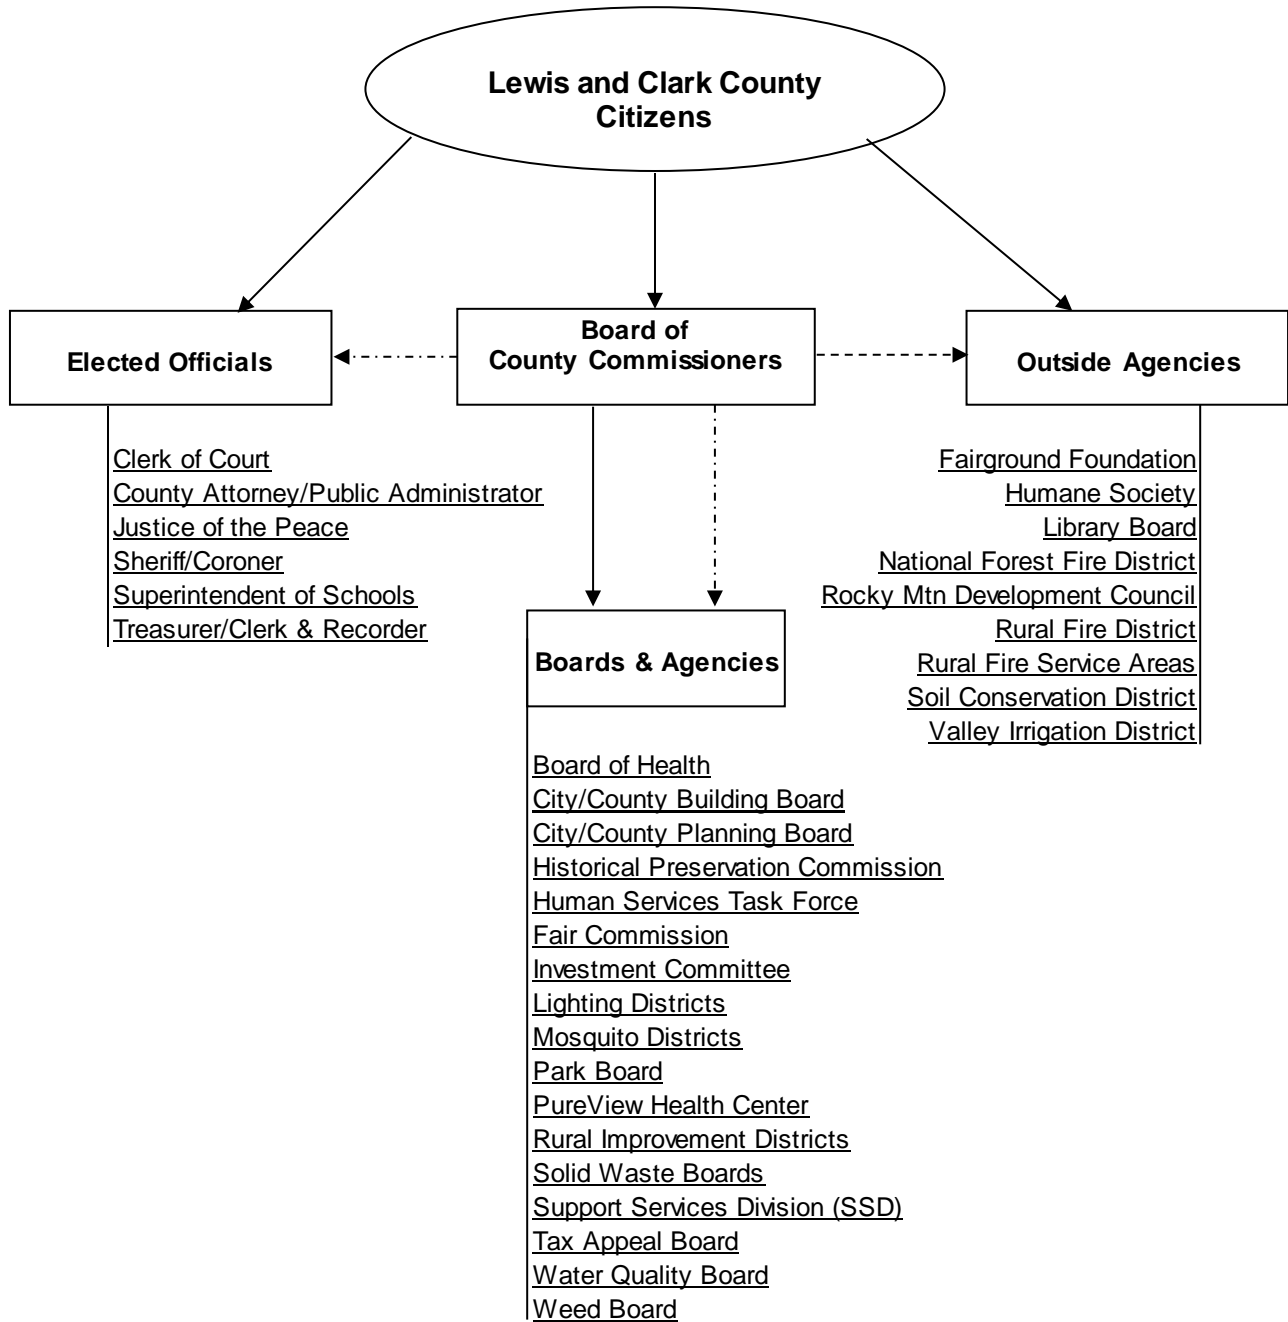 Lewis and Clark County
Citizens
Elected Officials
Board of
County Commissioners
Outside Agencies
Clerk of Court
County Attorney/Public Administrator
Justice of the Peace
Sheriff/Coroner
Superintendent of Schools
Treasurer/Clerk & Recorder
Fairground Foundation
Humane Society
Library Board
National Forest Fire District
Rocky Mtn Development Council
Rural Fire District
Rural Fire Service Areas
Soil Conservation District
Valley Irrigation District
Boards & Agencies
Board of Health
City/County Building Board
City/County Planning Board
Historical Preservation Commission
Human Services Task Force
Fair Commission
Investment Committee
Lighting Districts
Mosquito Districts
Park Board
PureView Health Center
Rural Improvement Districts
Solid Waste Boards
Support Services Division (SSD)
Tax Appeal Board
Water Quality Board
Weed Board